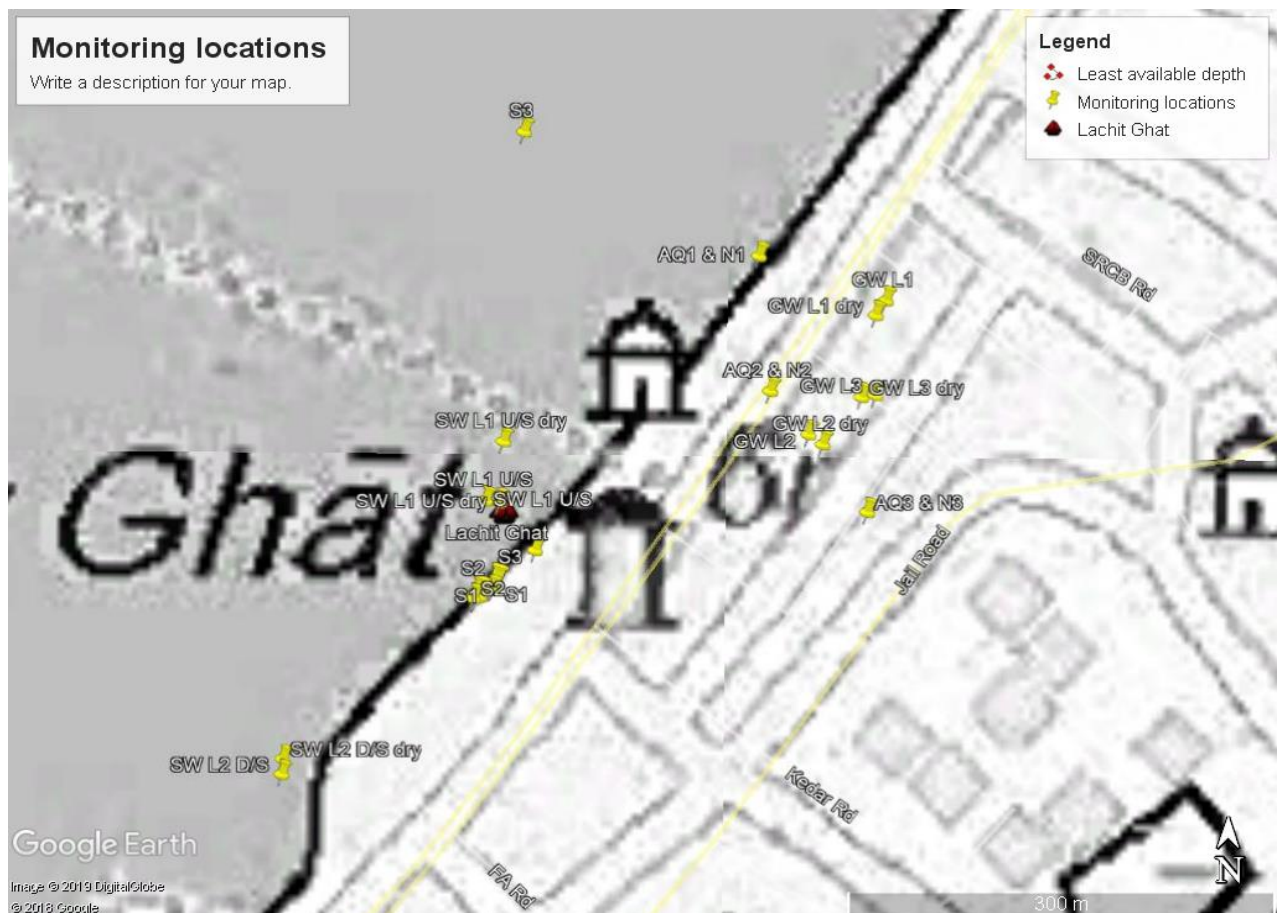 Monitoring locations
Write a description for your map.
Legend
Least available depth
Monitoring locations
Lachit Ghat
S3
AQ1 & N1
SRCB Rd
GW L1
GW L1 dry
AQ2 & N2
GW L3
GW L3 dry
SW L1 U/S dry
GW L2 dry
GW L2
SW L1 U/S
SW L1 U/S dry
SW L1 U/S
Ghāt
AQ3 & N3
Lachit Ghat
Jail Road
S3
S2
S2
S1
S1
SW L2 D/S dry
SW L2 D/S
Kedar Rd
Google Earth
N
FA Rd
Image © 2019 DigitalGlobe
© 2018 Google
300 m